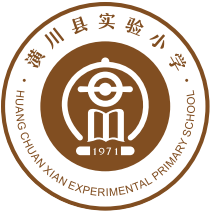 潢川县实验小学
1971
HUANG CHUAN XIAN EXPERIMENTAL PRIMARY SCHOOL